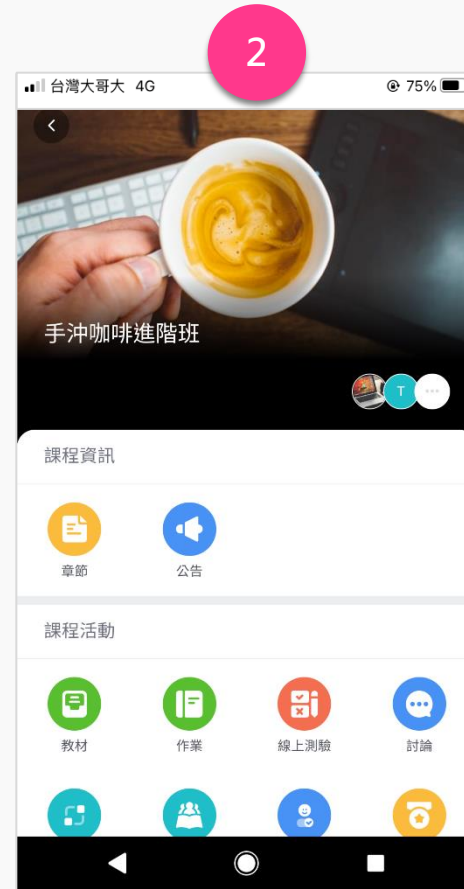 2
台灣大哥大 4G 75%
手沖咖啡進階班
T
課程資訊
章節 公告
課程活動
教材 作業 線上測驗 討論